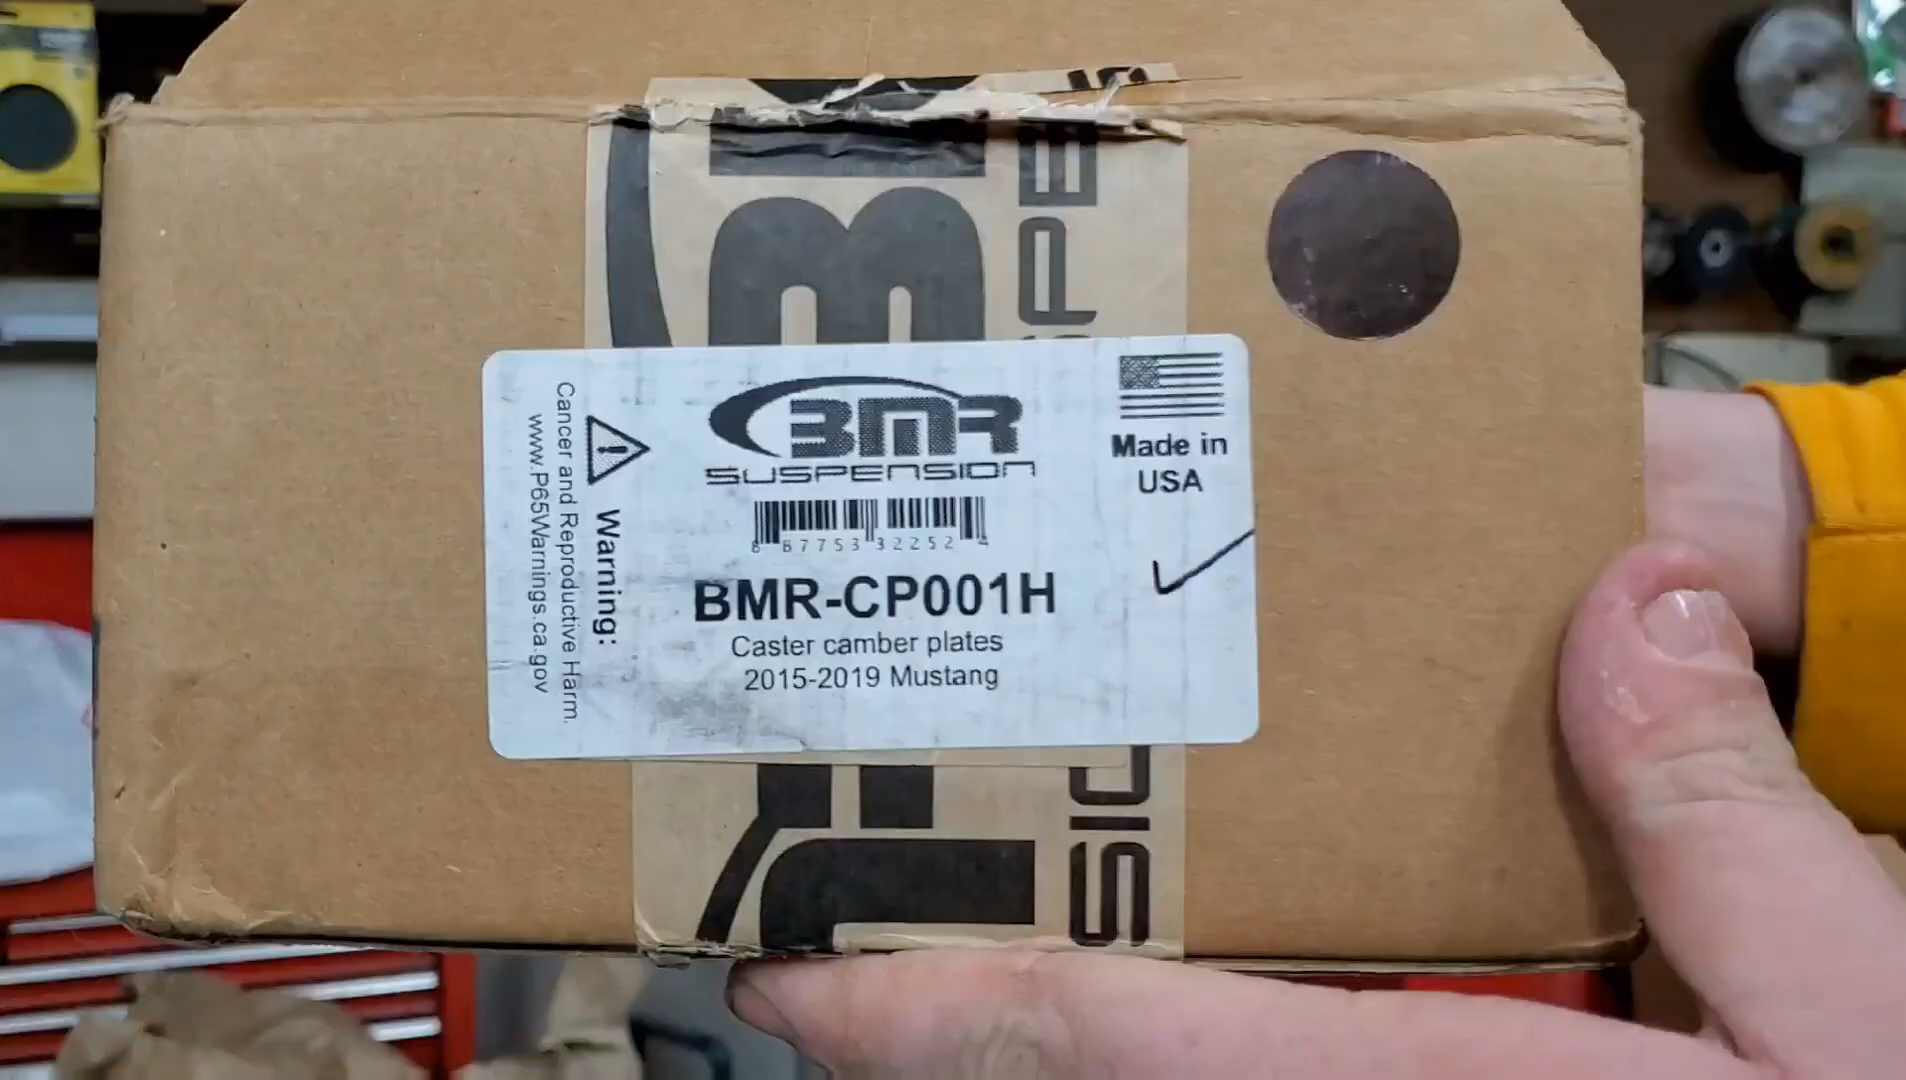 BMR
SUSPENSION
Made in
USA
8 87753 32252 4
BMR-CP001H
Caster camber plates
2015-2019 Mustang
Warning:
Cancer and Reproductive Harm.
www.P65Warnings.ca.gov